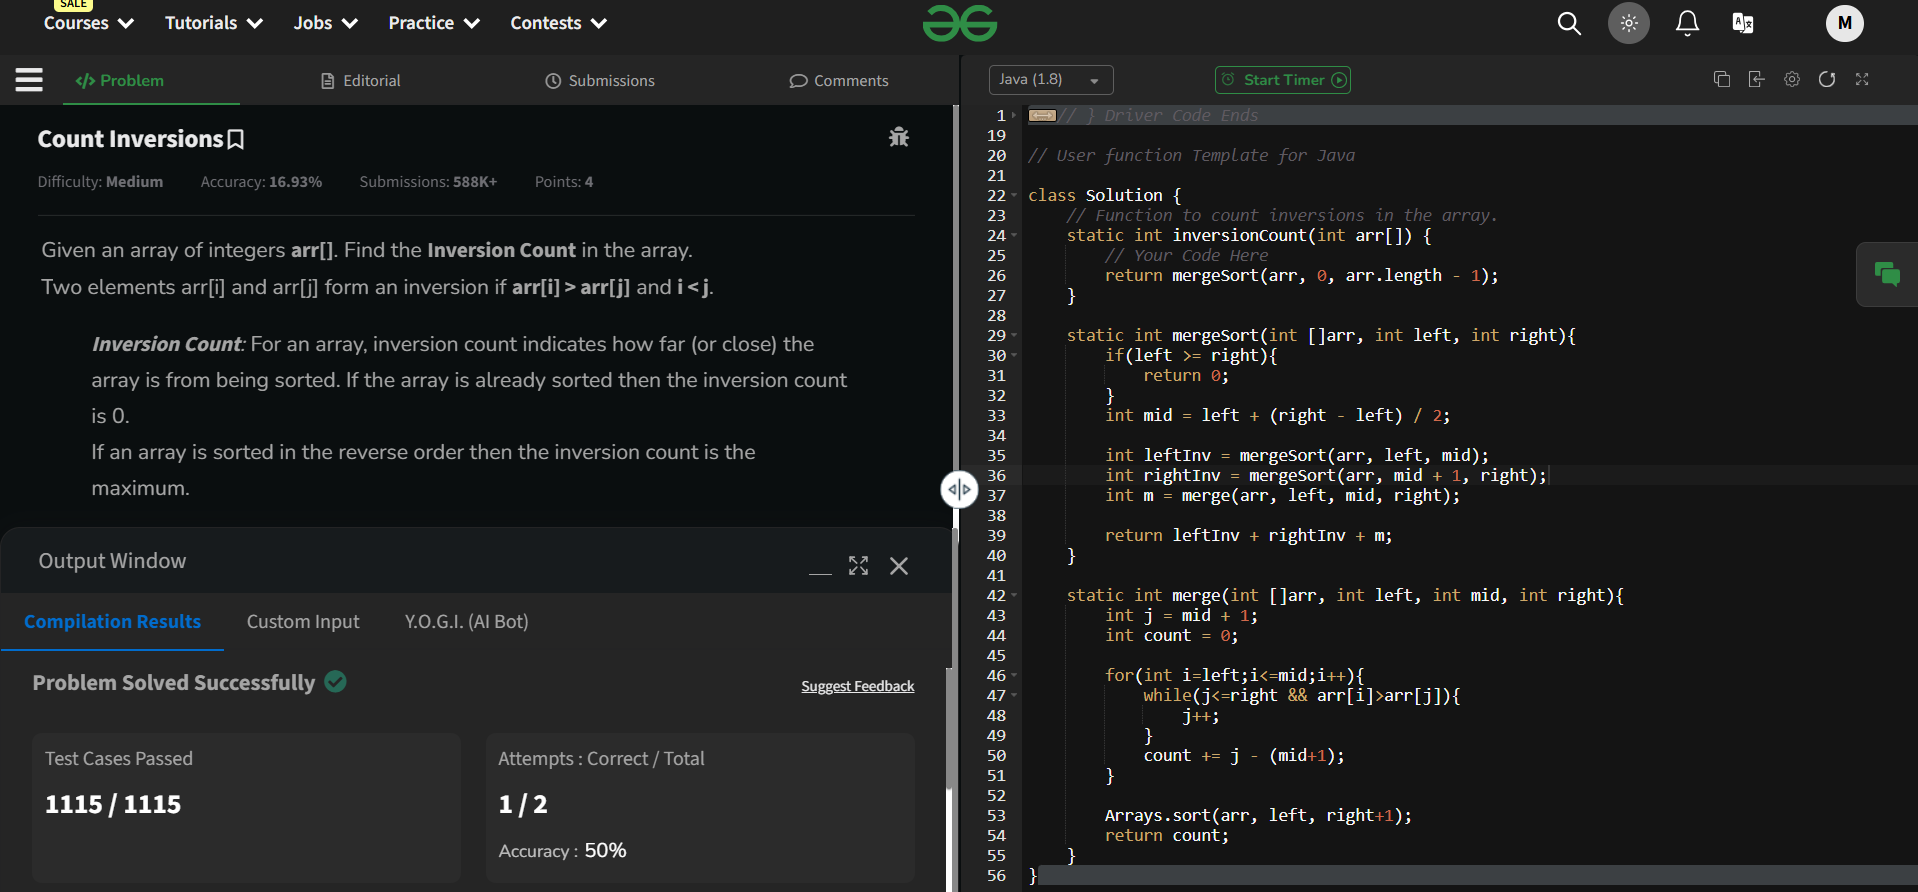 SALE
Courses Tutorials Jobs Practice Contests M
</> Problem Editorial Submissions Comments
Count Inversions
Difficulty: Medium Accuracy: 16.93% Submissions: 588K+ Points: 4
Given an array of integers arr[]. Find the Inversion Count in the array.
Two elements arr[i] and arr[j] form an inversion if arr[i] > arr[j] and i < j.
Inversion Count: For an array, inversion count indicates how far (or close) the
array is from being sorted. If the array is already sorted then the inversion count
is 0.
If an array is sorted in the reverse order then the inversion count is the
maximum.
Output Window
Compilation Results Custom Input Y.O.G.I. (AI Bot)
Problem Solved Successfully Suggest Feedback
Test Cases Passed
1115 / 1115
Attempts : Correct / Total
1 / 2
Accuracy : 50%
Java (1.8) Start Timer
1 // } Driver Code Ends
19
20 // User function Template for Java
21
22 class Solution {
23     // Function to count inversions in the array.
24     static int inversionCount(int arr[]) {
25         // Your Code Here
26         return mergeSort(arr, 0, arr.length - 1);
27     }
28
29     static int mergeSort(int []arr, int left, int right){
30         if(left >= right){
31             return 0;
32         }
33         int mid = left + (right - left) / 2;
34
35         int leftInv = mergeSort(arr, left, mid);
36         int rightInv = mergeSort(arr, mid + 1, right);
37         int m = merge(arr, left, mid, right);
38
39         return leftInv + rightInv + m;
40     }
41
42     static int merge(int []arr, int left, int mid, int right){
43         int j = mid + 1;
44         int count = 0;
45
46         for(int i=left;i<=mid;i++){
47             while(j<=right && arr[i]>arr[j]){
48                 j++;
49             }
50             count += j - (mid+1);
51         }
52
53         Arrays.sort(arr, left, right+1);
54         return count;
55     }
56 }